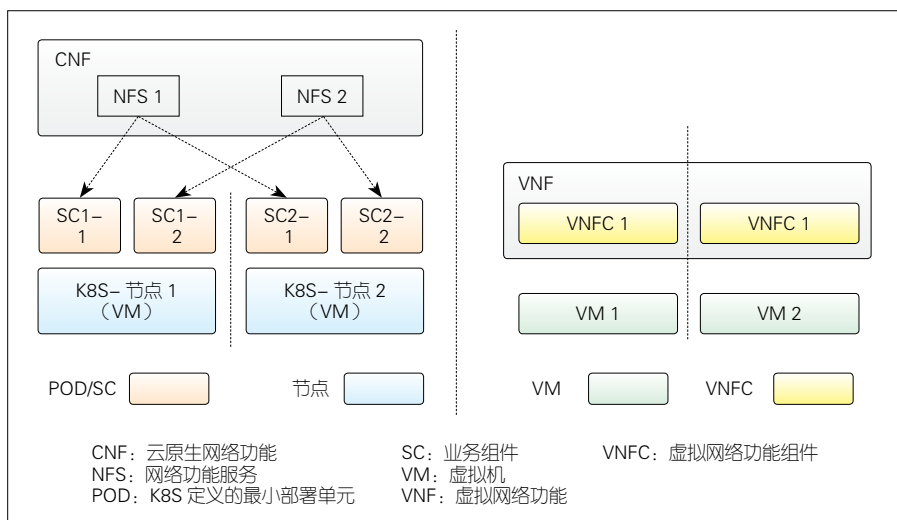 CNF
NFS 1
NFS 2
SC1–
1
SC1–
2
SC2–
1
SC2–
2
K8S– 节点 1
（VM）
K8S– 节点 2
（VM）
POD/SC
节点
VNF
VNFC 1
VNFC 1
VM 1
VM 2
VM
VNFC
CNF：云原生网络功能
NFS：网络功能服务
POD：K8S 定义的最小部署单元
SC：业务组件
VM：虚拟机
VNF：虚拟网络功能
VNFC：虚拟网络功能组件